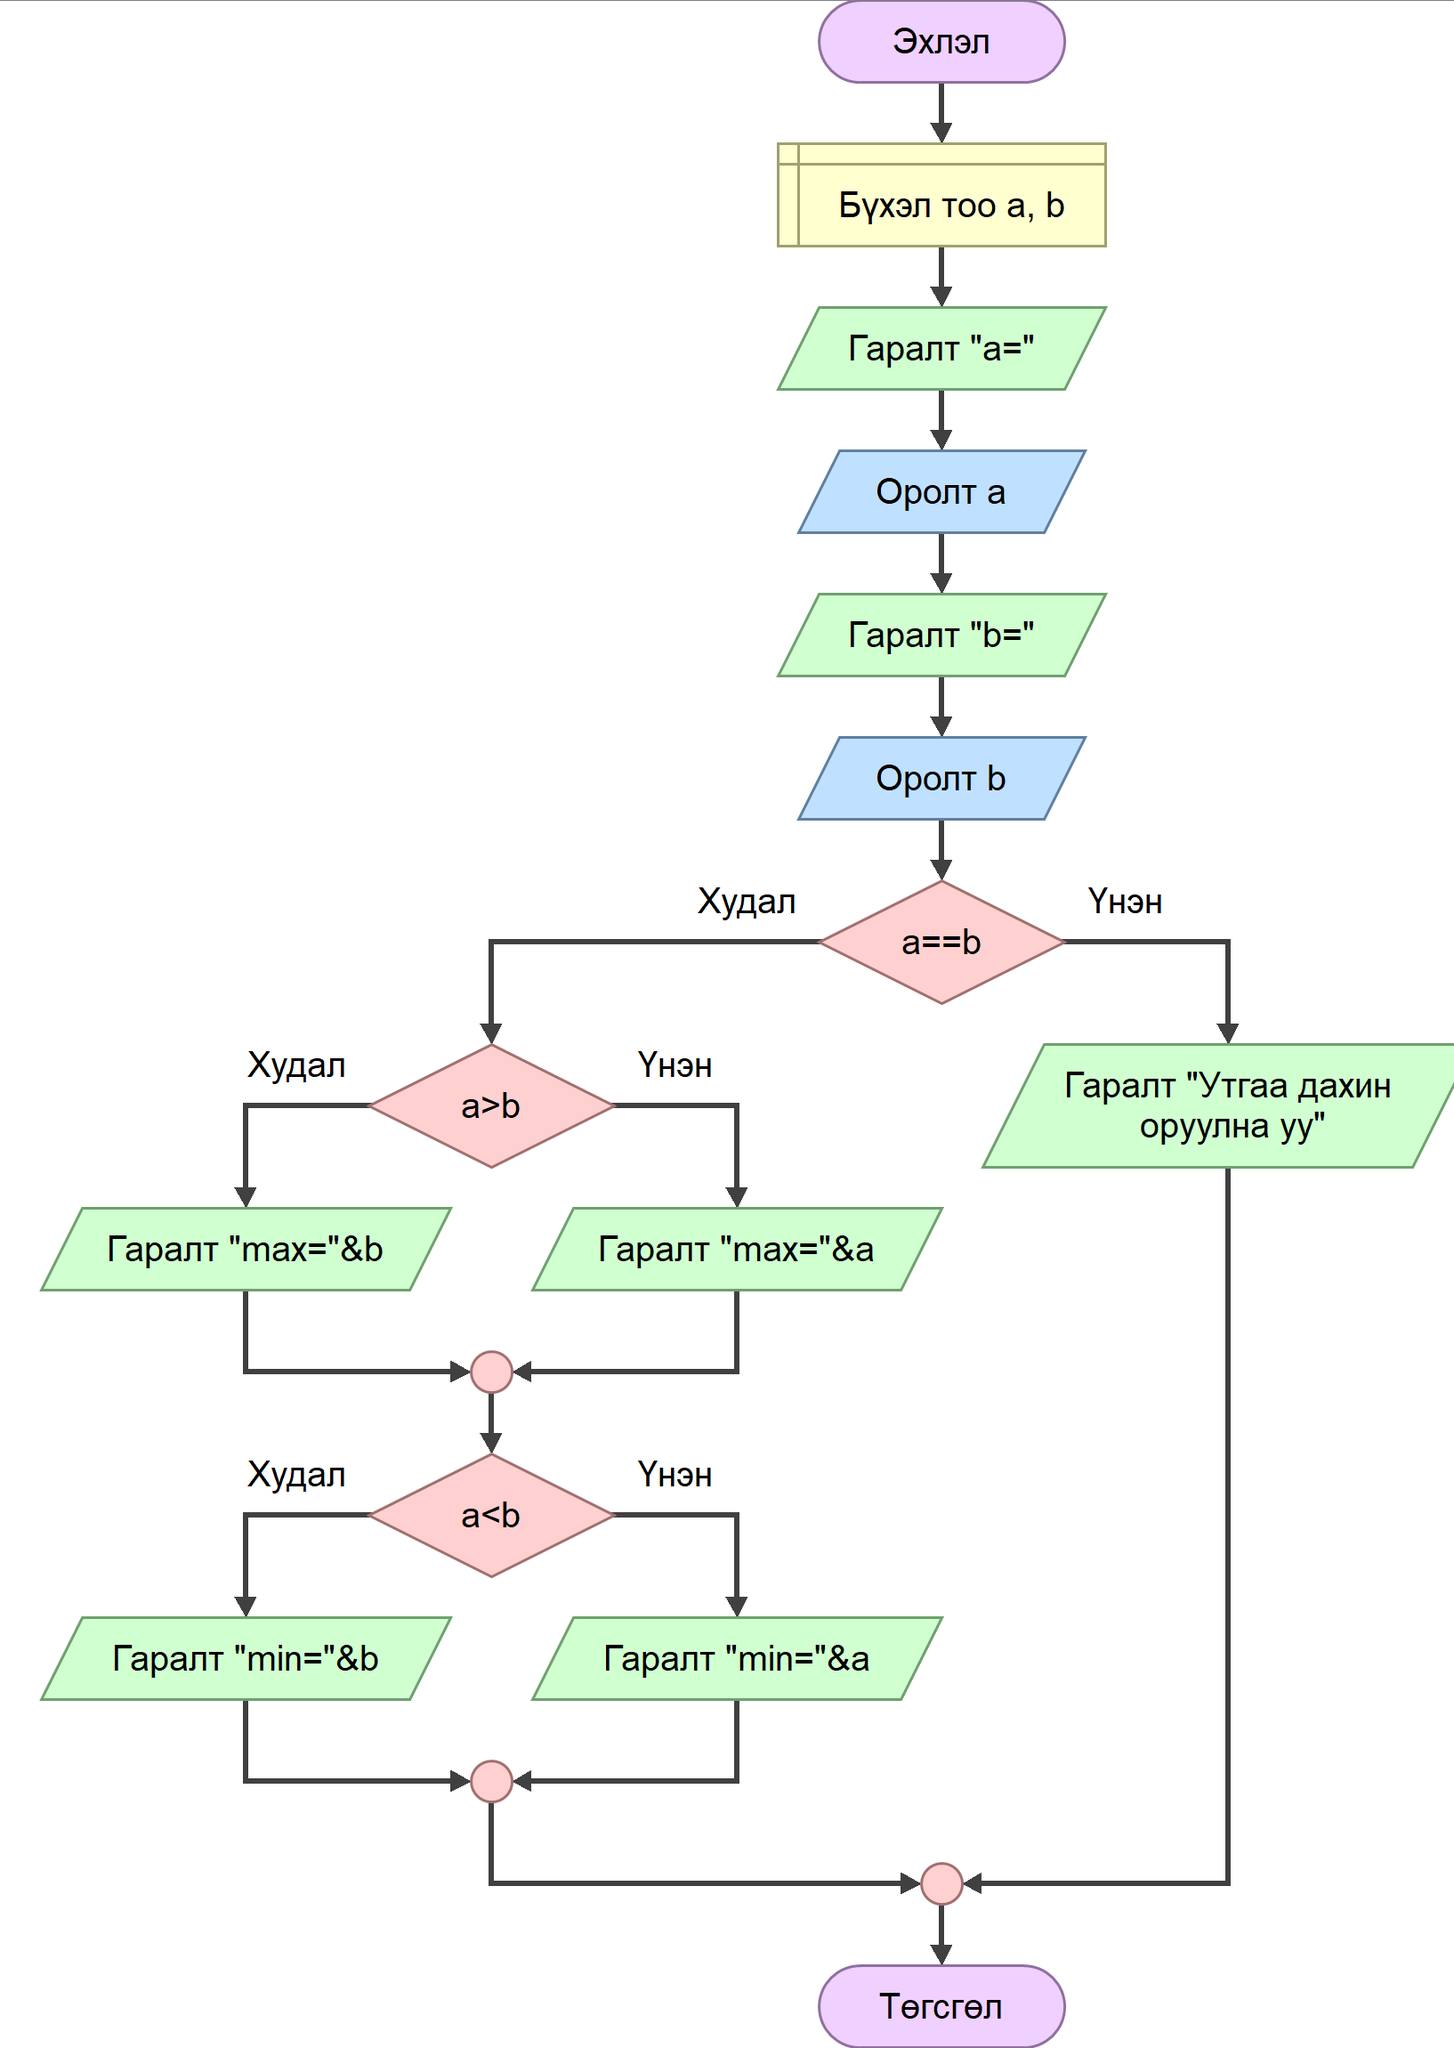 Эхлэл
Бүхэл тоо a, b
Гаралт "a="
Оролт a
Гаралт "b="
Оролт b
Худал
a==b
Үнэн
Худал
a>b
Үнэн
Гаралт "Утгаа дахин
оруулна уу"
Гаралт "max="&b
Гаралт "max="&a
Худал
a<b
Үнэн
Гаралт "min="&b
Гаралт "min="&a
Төгсгөл